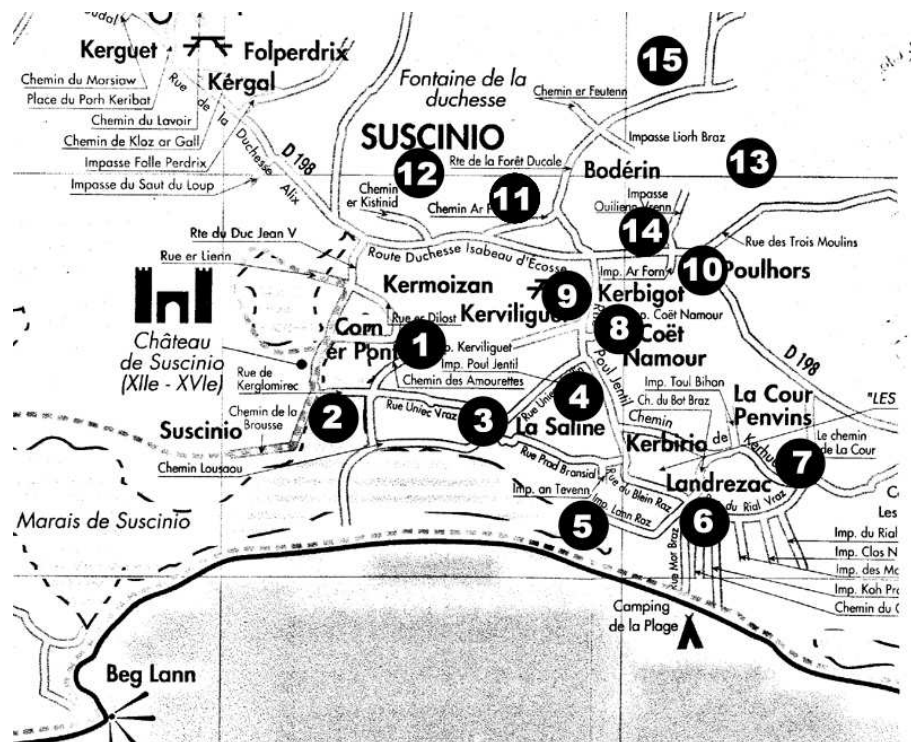 Kerguet
Folperdrix
Kérgal
Chemin du Morsiaw
Place du Porh Keribat
Chemin du Lavoir
Chemin de Kloz ar Gall
Impasse Folle Perdrix
Impasse du Saut du Loup
Rue de la Duchesse Alix
D 198
Fontaine de la
duchesse
Chemin er Feutenn
15
Impasse Liorh Braz
SUSCINIO
Rte de la Forêt Ducale
Bodérin
13
12
Chemin
er Kistinid
Chemin Ar
11
Impasse
14
Rue des Trois Moulins
Rte du Duc Jean V
Rue er Lienn
Route Duchesse Isabeau d'Ecosse
Imp. Ar Forn
10
Poulhors
Kermoizan
9
Kerbigot
Château
de Suscinio
(XIIe - XVIe)
Corn
er Pont
Rue er Dilost
Kerviliguet
1
Kerviliguet
Imp. Poul Jentil
Chemin des Amourettes
8
Coët Namour
Coët
Namour
Poul Jentil
D 198
Rue de
Kerglomirec
Chemin de la
Brousse
Suscinio
2
Chemin Lousaou
Rue Uniec Vraz
3
Rue Uniec
4
La Saline
Imp. Toul Bihan
Ch. du Bot Braz
Chemin de
La Cour
Penvins
"LES
Kerbiria
Le chemin
de La Cour
7
Rue Prad Bransial
Imp. an Tevenn
Rue du Blein Raz
Imp. Lann Raz
5
Landrezac
6
du Rial Vraz
Marais de Suscinio
Les
Imp. du Rial
Imp. Clos N
Imp. des
Imp. Koh
Chemin du
Rue Mor Braz
Camping
de la Plage
Beg Lann